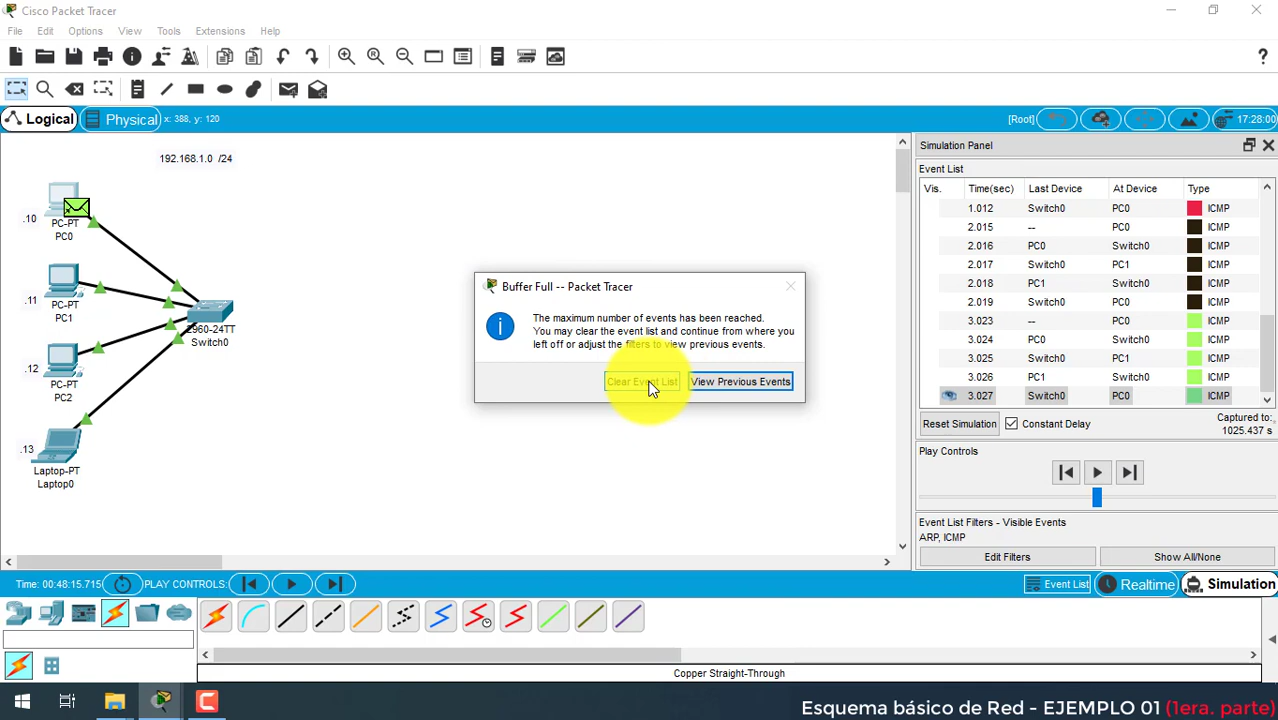 Cisco Packet Tracer
File Edit Options View Tools Extensions Help
?
Logical Physical x: 388, y: 120 [Root] 17:28:00
192.168.1.0 /24
.10
PC-PT
PC0
.11
PC-PT
PC1
.12
PC-PT
PC2
.13
Laptop-PT
Laptop0
2960-24TT
Switch0
Buffer Full -- Packet Tracer
The maximum number of events has been reached.
You may clear the event list and continue from where you
left off or adjust the filters to view previous events.
Clear Event List View Previous Events
Simulation Panel
Event List
Vis. Time(sec) Last Device At Device Type
1.012 Switch0 PC0 ICMP
2.015 -- PC0 ICMP
2.016 PC0 Switch0 ICMP
2.017 Switch0 PC1 ICMP
2.018 PC1 Switch0 ICMP
2.019 Switch0 PC0 ICMP
3.023 -- PC0 ICMP
3.024 PC0 Switch0 ICMP
3.025 Switch0 PC1 ICMP
3.026 PC1 Switch0 ICMP
3.027 Switch0 PC0 ICMP
Reset Simulation Constant Delay Captured to:
1025.437 s
Play Controls
Event List Filters - Visible Events
ARP, ICMP
Edit Filters Show All/None
Time: 00:48:15.715 PLAY CONTROLS: Event List Realtime Simulation
Copper Straight-Through
Esquema básico de Red - EJEMPLO 01 (1era. parte)